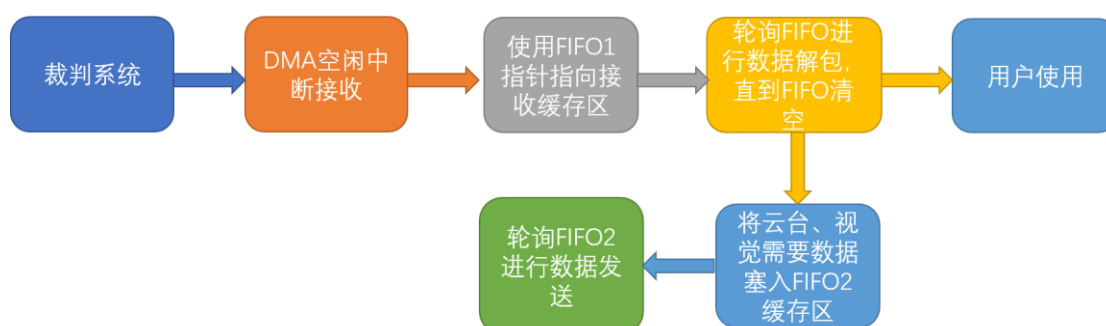 裁判系统
DMA空闲中
断接收
使用FIFO1
指针指向接
收缓存区
轮询FIFO进
行数据解包,
直到FIFO清
空
用户使用
轮询FIFO2
进行数据发
送
将云台、视
觉需要数据
塞入FIFO2
缓存区